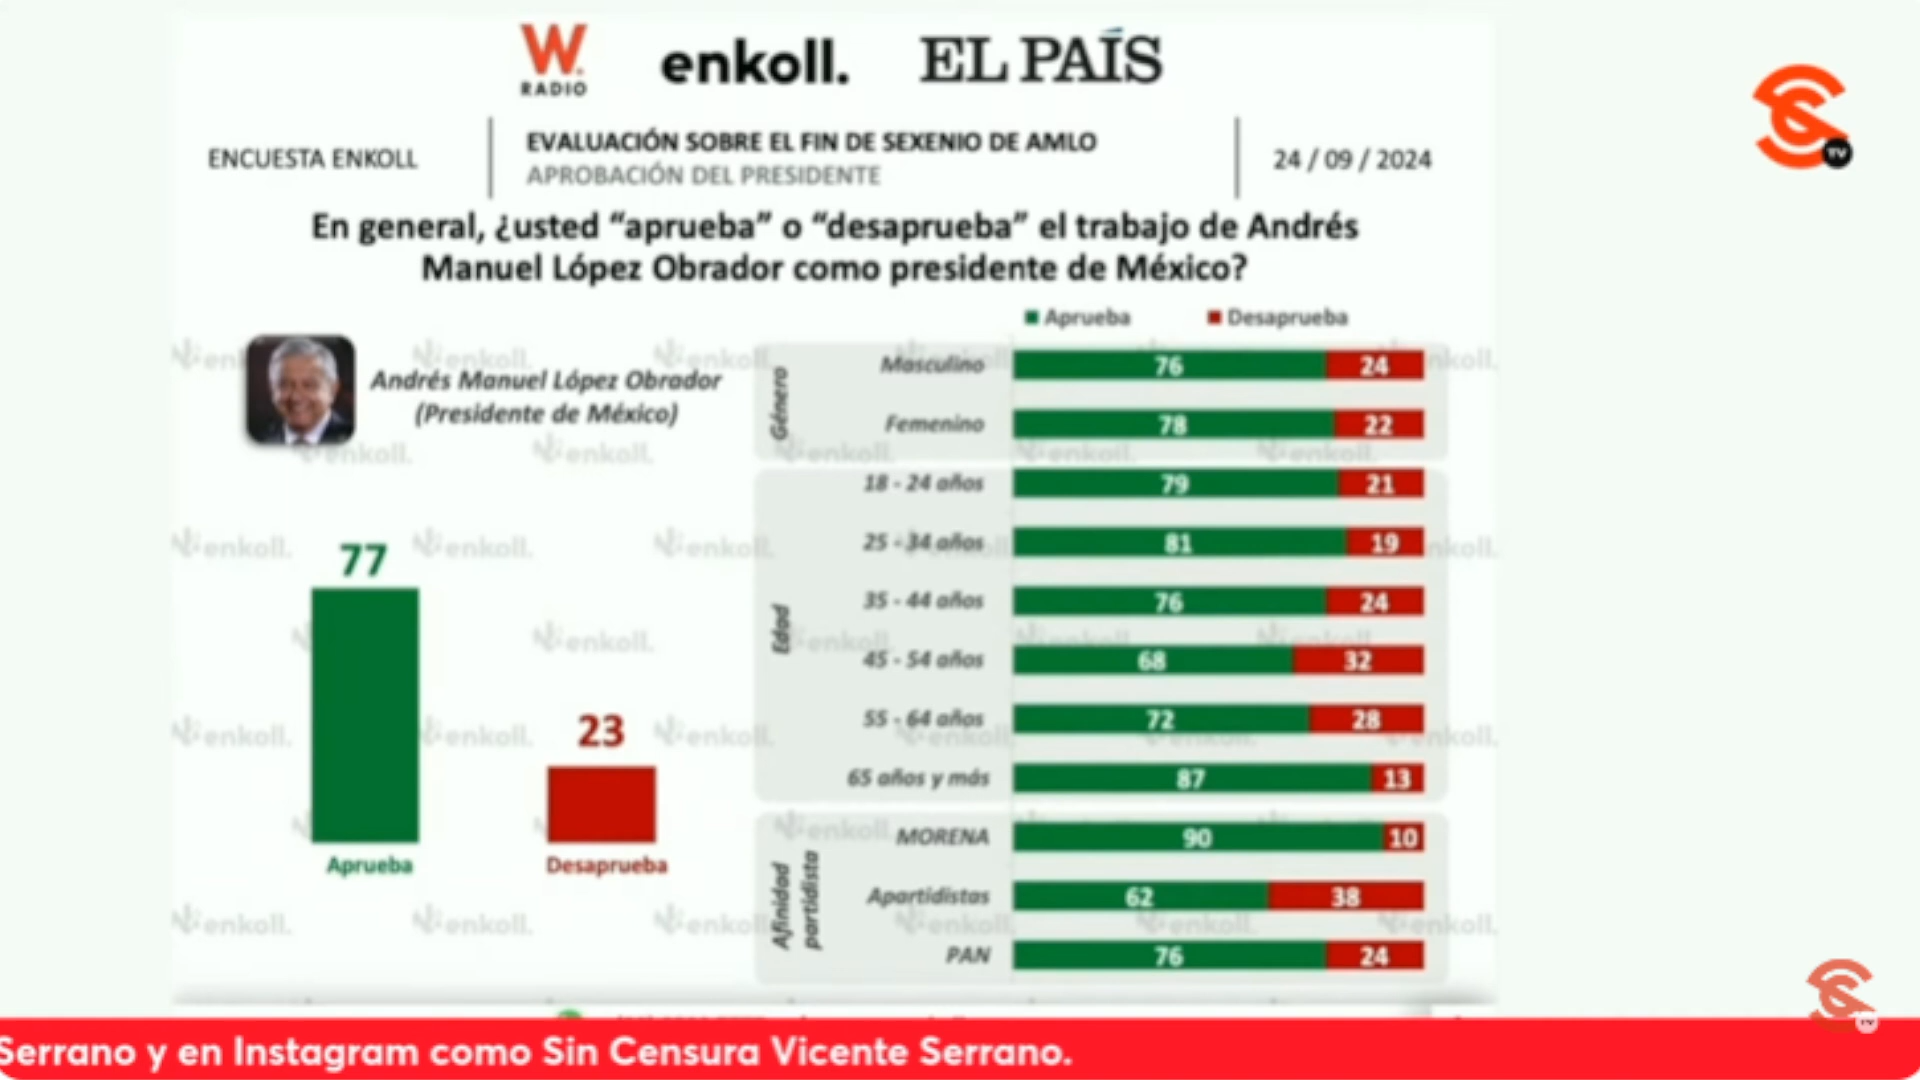 W.
RADIO
enkoll.
EL PAÍS
ENCUESTA ENKOLL
EVALUACIÓN SOBRE EL FIN DE SEXENIO DE AMLO
APROBACIÓN DEL PRESIDENTE
24 / 09 / 2024
TV
En general, ¿usted “aprueba” o “desaprueba” el trabajo de Andrés
Manuel López Obrador como presidente de México?
Andrés Manuel López Obrador
(Presidente de México)
77
Aprueba
23
Desaprueba
Aprueba
Desaprueba
Género
Masculino 76 24
Femenino 78 22
Edad
18 - 24 años 79 21
25 - 34 años 81 19
35 - 44 años 76 24
45 - 54 años 68 32
55 - 64 años 72 28
65 años y más 87 13
Afinidad
partidista
MORENA 90 10
Apartidistas 62 38
PAN 76 24
TV
Serrano y en Instagram como Sin Censura Vicente Serrano.